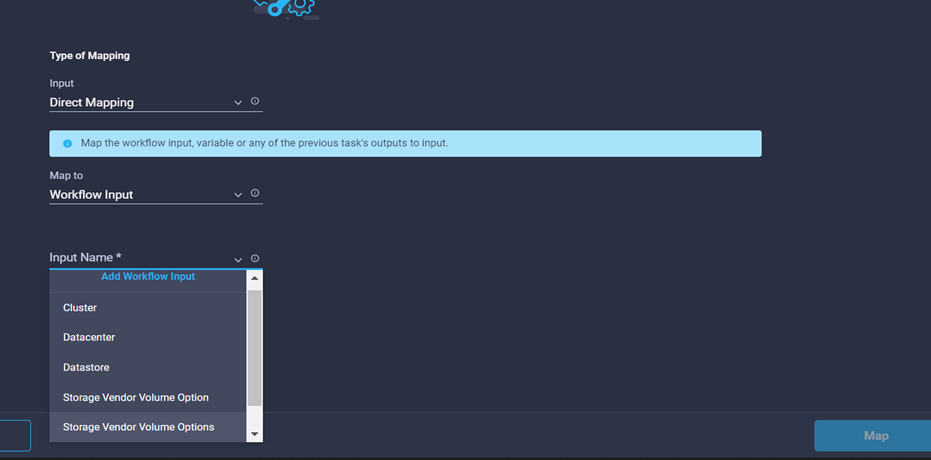 Type of Mapping
Input
Direct Mapping
Map the workflow input, variable or any of the previous task's outputs to input.
Map to
Workflow Input
Input Name *
Add Workflow Input
Cluster
Datacenter
Datastore
Storage Vendor Volume Option
Storage Vendor Volume Options
Map